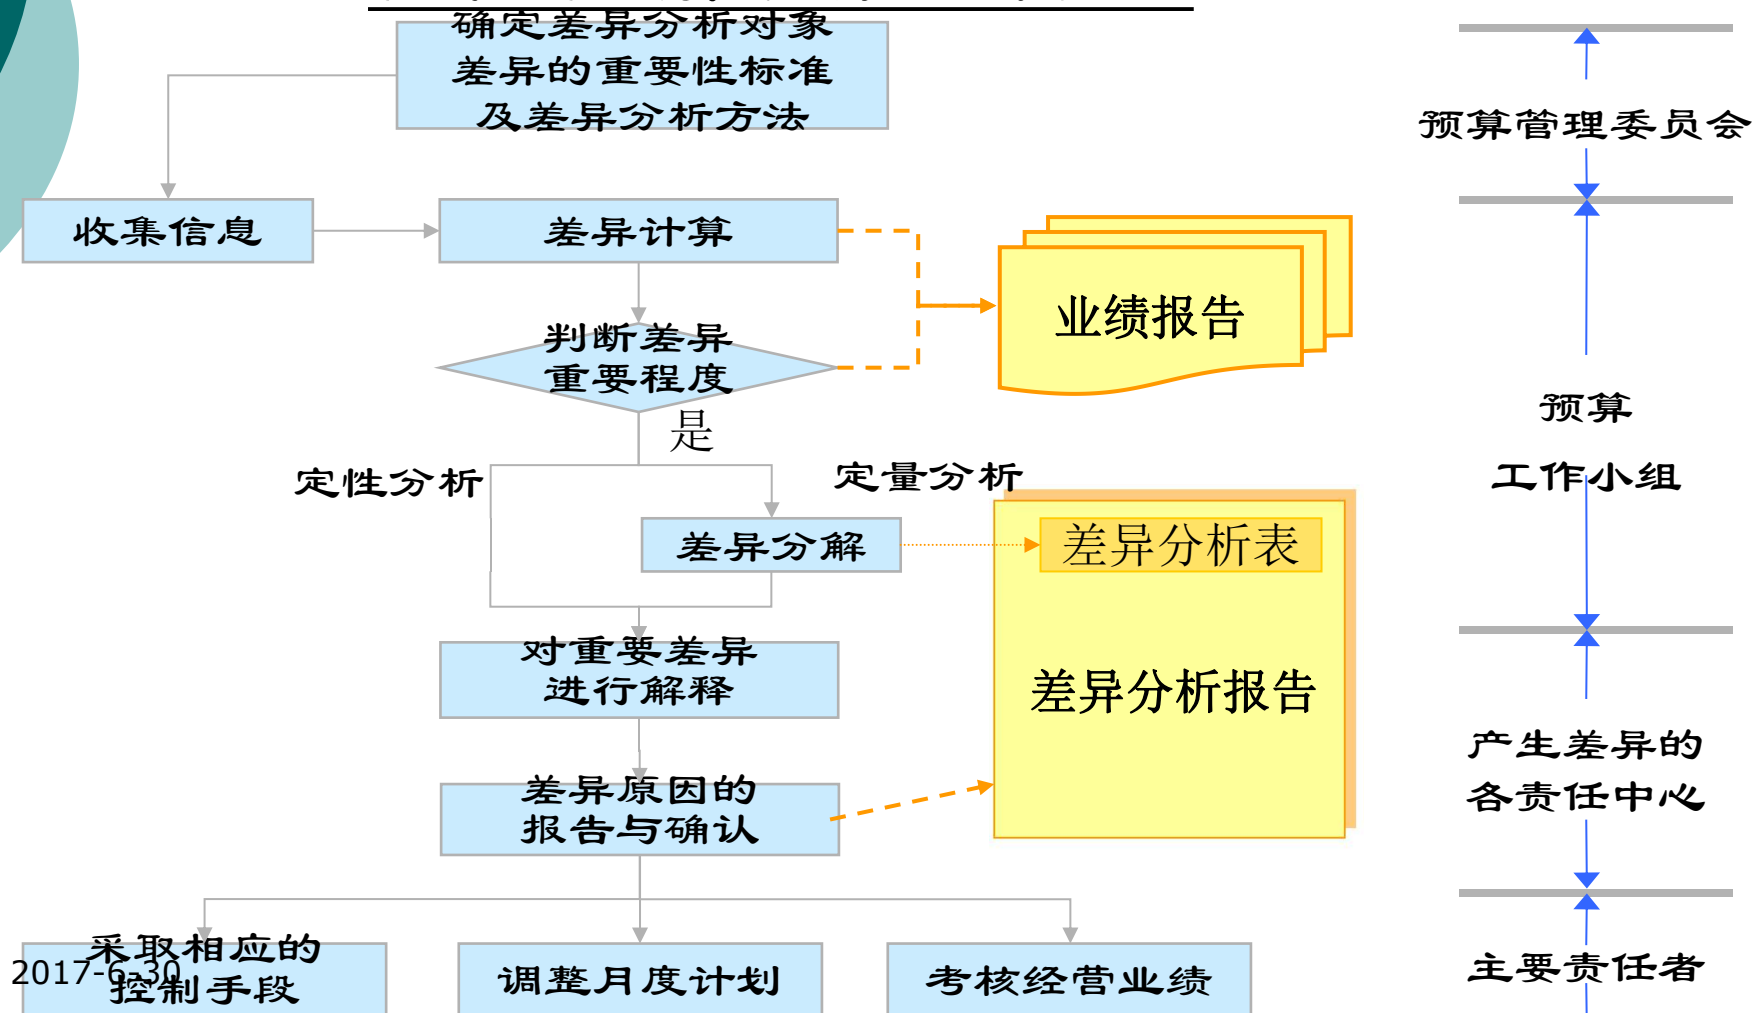 确定差异分析对象
差异的重要性标准
及差异分析方法
预算管理委员会
收集信息
差异计算
业绩报告
判断差异
重要程度
是
预算
工作小组
定性分析
定量分析
差异分解
差异分析表
对重要差异
进行解释
差异分析报告
产生差异的
各责任中心
差异原因的
报告与确认
采取相应的
控制手段
调整月度计划
考核经营业绩
主要责任者
2017-6-30